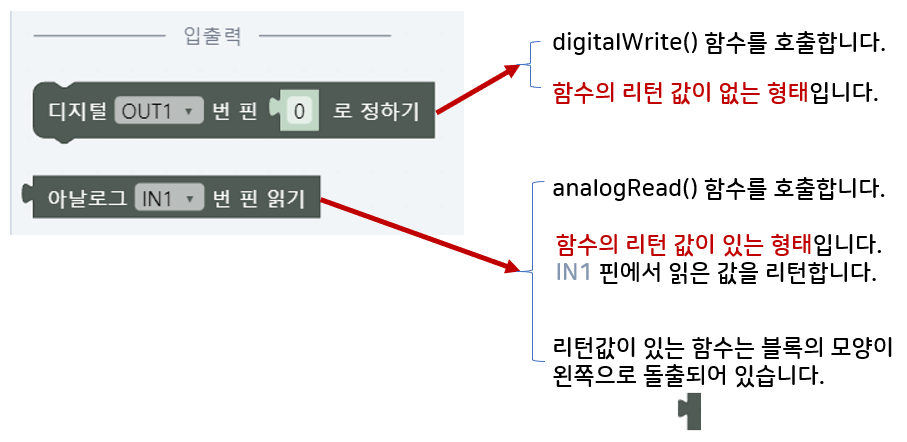 입출력
디지털 OUT1 번 핀 0 로 정하기
아날로그 IN1 번 핀 읽기
digitalWrite() 함수를 호출합니다.
함수의 리턴 값이 없는 형태입니다.
analogRead() 함수를 호출합니다.
함수의 리턴 값이 있는 형태입니다.
IN1 핀에서 읽은 값을 리턴합니다.
리턴값이 있는 함수는 블록의 모양이
왼쪽으로 돌출되어 있습니다.